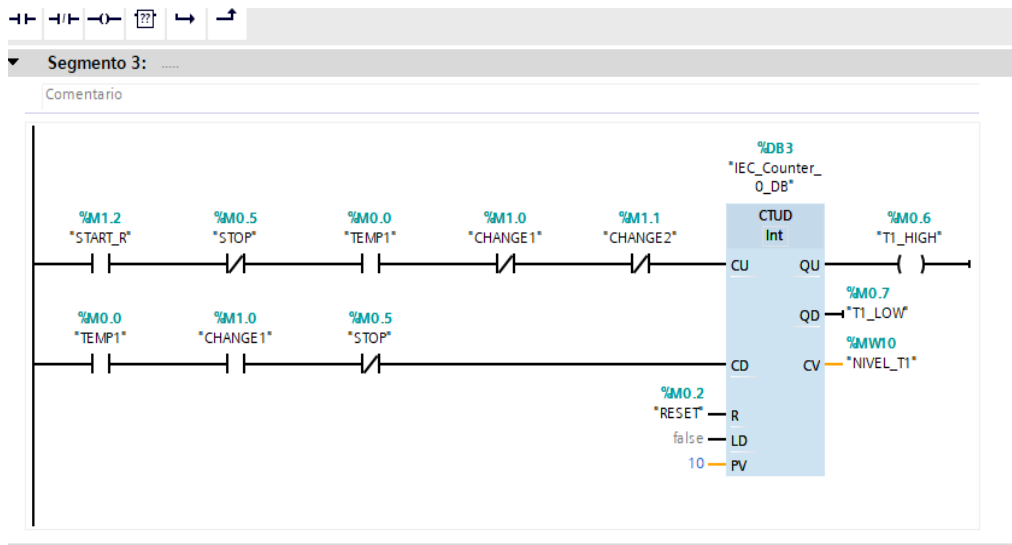 ??
Segmento 3: .....
Comentario
%DB3
"IEC_Counter_
0_DB"
%M1.2 %M0.5 %M0.0 %M1.0 %M1.1 CTUD %M0.6
"START_R" "STOP" "TEMP1" "CHANGE1" "CHANGE2" Int "T1_HIGH"
CU QU
%M0.7
%M0.0 %M1.0 %M0.5 QD "T1_LOW"
"TEMP1" "CHANGE1" "STOP" %MW10
CD CV "NIVEL_T1"
%M0.2
"RESET" R
false LD
10 PV